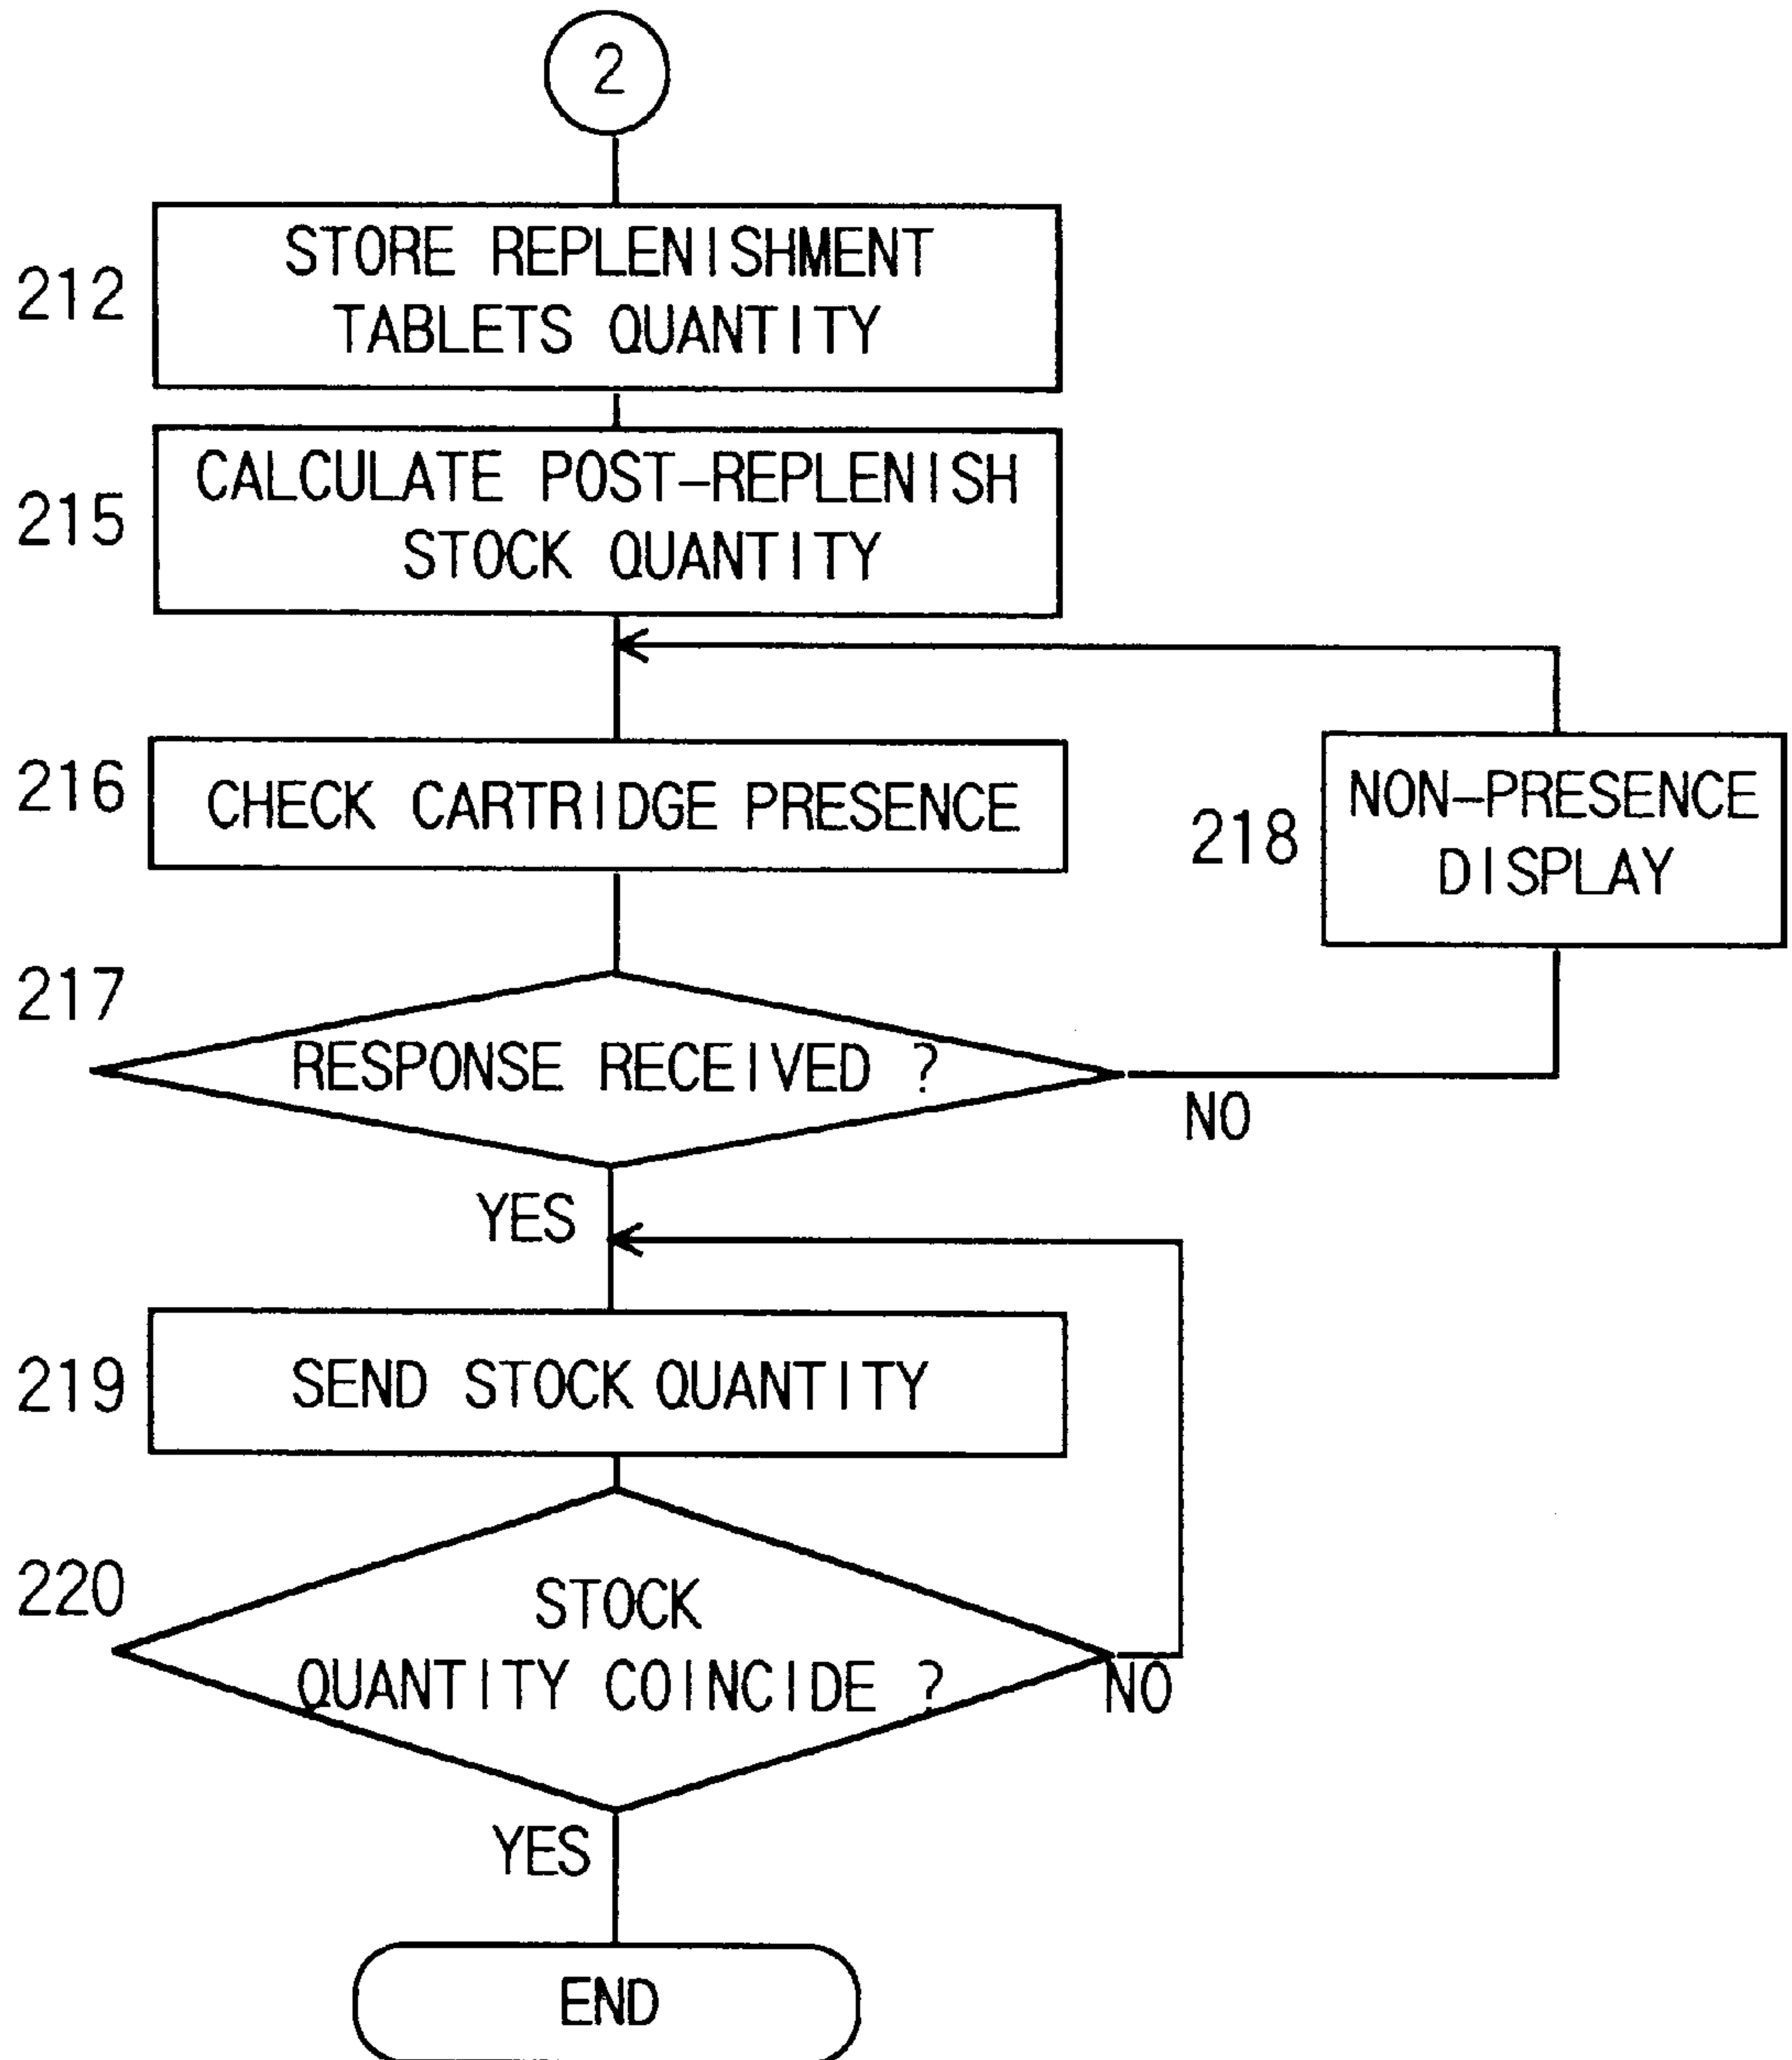 2
212
STORE REPLENISHMENT
TABLETS QUANTITY
215
CALCULATE POST-REPLENISH
STOCK QUANTITY
216
CHECK CARTRIDGE PRESENCE
218
NON-PRESENCE
DISPLAY
217
RESPONSE RECEIVED ?
NO
YES
219
SEND STOCK QUANTITY
220
STOCK
QUANTITY COINCIDE ?
NO
YES
END